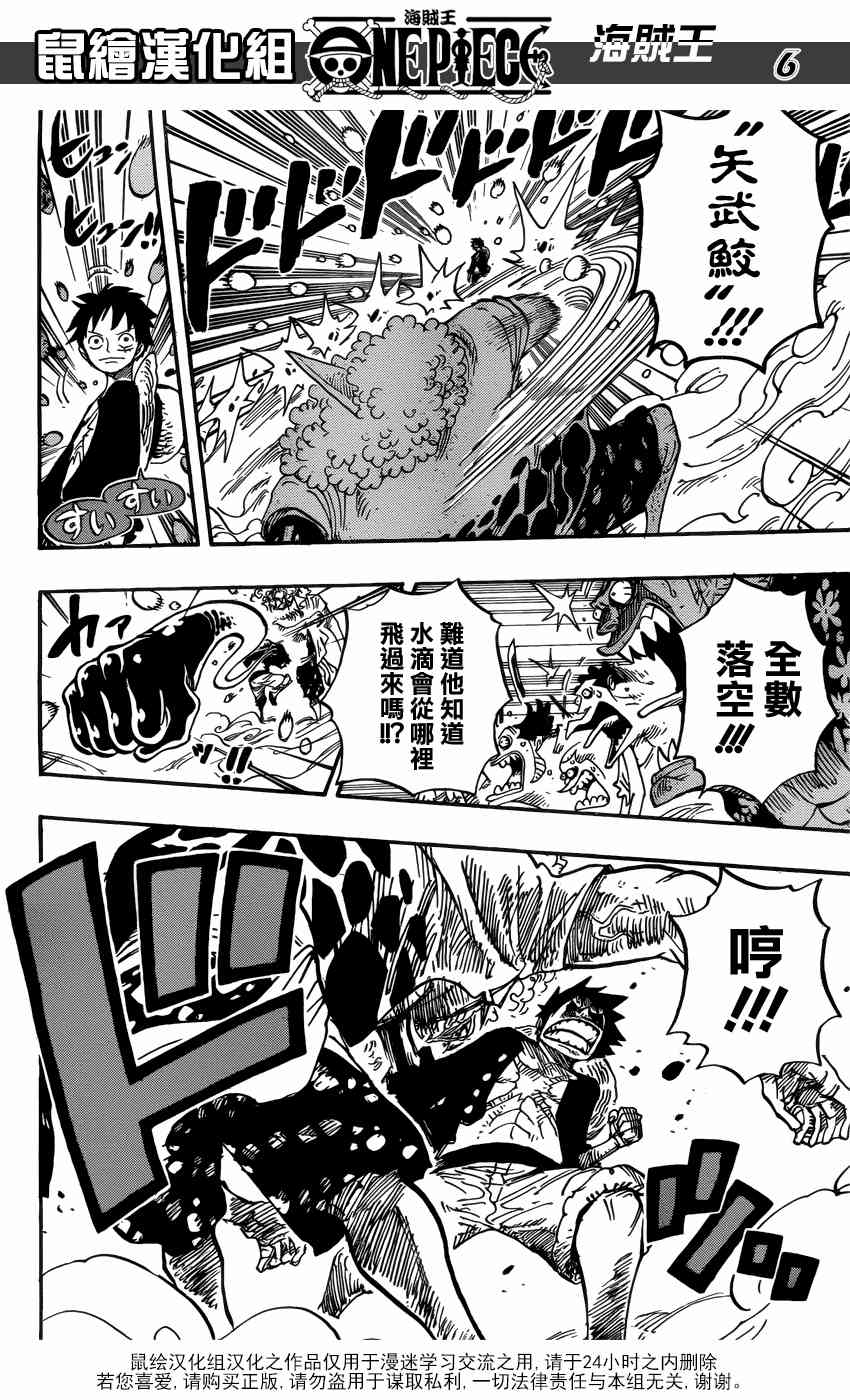 鼠繪漢化組
海賊王
ONE PIECE
海賊王
6
“矢武鮫”!!!
ドドドドドド
ヒュンヒュン
ヒュン!!
すいすい
全數
落空!!!
難道他知道
水滴會從哪裡
飛過來嗎!!?
わァ
!!
哼!!!
ド
ドン!!
鼠绘汉化组汉化之作品仅用于漫迷学习交流之用, 请于24小时之内删除
若您喜爱, 请购买正版, 请勿盗用于谋取私利, 一切法律责任与本组无关, 谢谢。